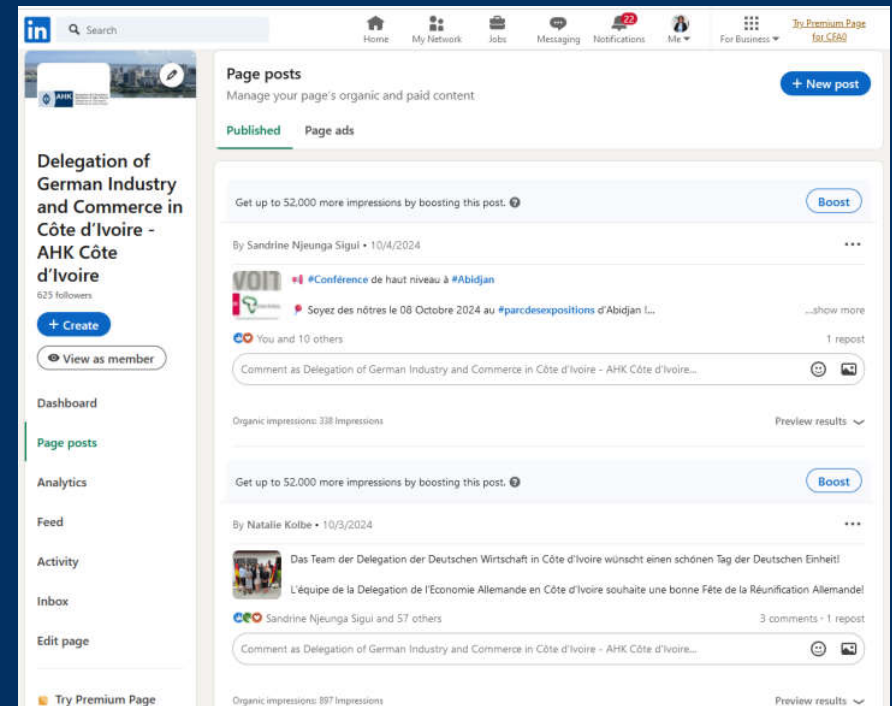 in
Search
Home
My Network
Jobs
Messaging
22
Notifications
Me
For Business
Try Premium Page
for CFA0
AHK
Delegation of
German Industry
and Commerce in
Côte d'Ivoire -
AHK Côte
d'Ivoire
625 followers
+ Create
View as member
Dashboard
Page posts
Analytics
Feed
Activity
Inbox
Edit page
Try Premium Page
Page posts
Manage your page's organic and paid content
+ New post
Published Page ads
Get up to 52,000 more impressions by boosting this post.
Boost
By Sandrine Njeunga Sigui • 10/4/2024
VOIT
#Conférence de haut niveau à #Abidjan
Soyez des nôtres le 08 Octobre 2024 au #parcdesexpositions d'Abidjan !...
...show more
You and 10 others
1 repost
Comment as Delegation of German Industry and Commerce in Côte d'Ivoire - AHK Côte d'Ivoire...
Organic impressions: 338 Impressions
Preview results
Get up to 52,000 more impressions by boosting this post.
Boost
By Natalie Kolbe • 10/3/2024
Das Team der Delegation der Deutschen Wirtschaft in Côte d'Ivoire wünscht einen schönen Tag der Deutschen Einheit!
L'équipe de la Delegation de l'Economie Allemande en Côte d'Ivoire souhaite une bonne Fête de la Réunification Allemande!
Sandrine Njeunga Sigui and 57 others
3 comments · 1 repost
Comment as Delegation of German Industry and Commerce in Côte d'Ivoire - AHK Côte d'Ivoire...
Organic impressions: 897 Impressions
Preview results